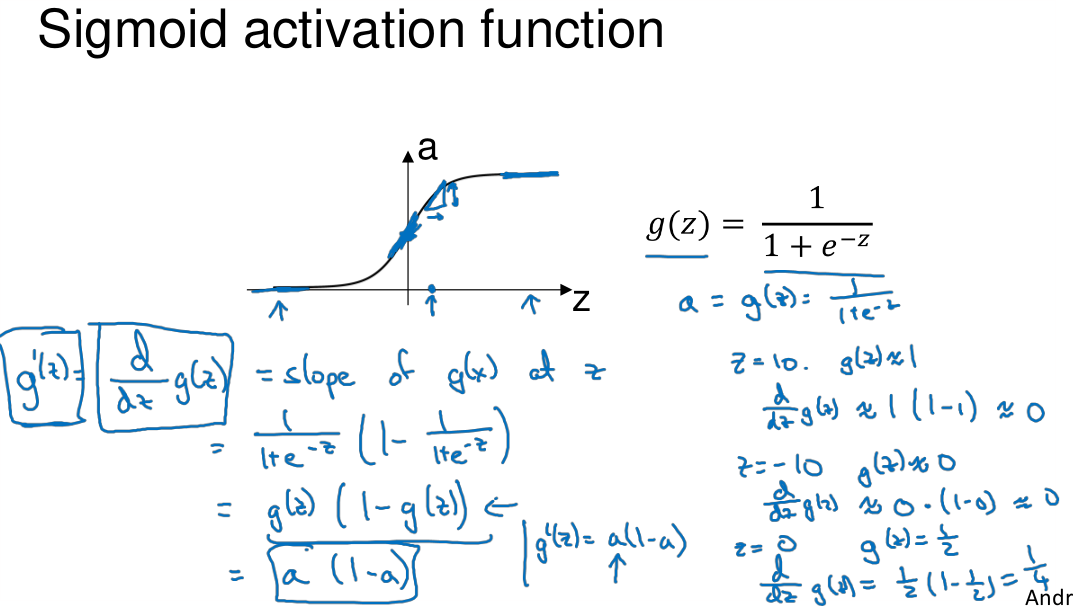 Sigmoid activation function
a
z
g(z) = 1 / (1 + e^{-z})
a = g(z) = 1 / (1+e^{-z})
g'(z) = d/dz g(z) = slope of g(x) at z
= 1/(1+e^{-z}) (1 - 1/(1+e^{-z}))
= g(z) (1 - g(z)) ←
= a (1-a)
g'(z) = a(1-a)
z = 10. g(z) ≈ 1
d/dz g(z) ≈ 1 (1-1) ≈ 0
z = -10 g(z) ≈ 0
d/dz g(z) ≈ 0 · (1-0) ≈ 0
z = 0 g(z) = 1/2
d/dz g(z) = 1/2 (1 - 1/2) = 1/4
Andr